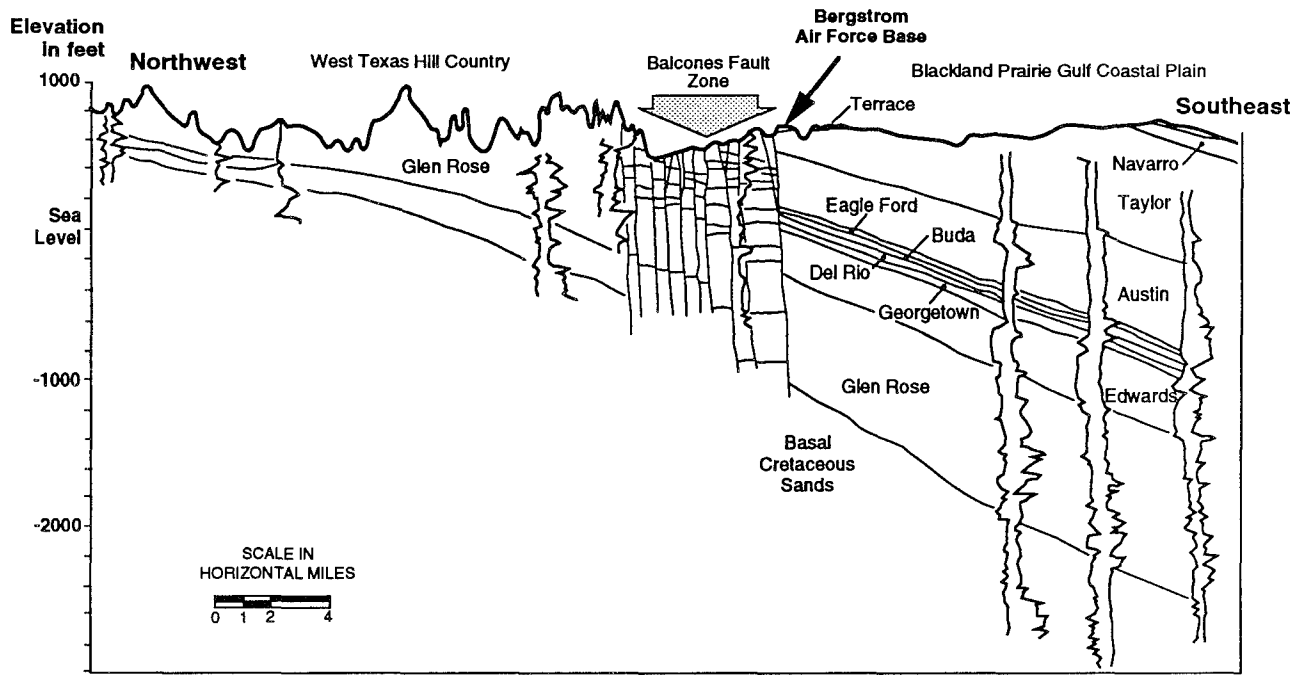 Elevation
in feet
Northwest
West Texas Hill Country
Balcones Fault
Zone
Bergstrom
Air Force Base
Blackland Prairie Gulf Coastal Plain
Southeast
1000
Terrace
Navarro
Glen Rose
Taylor
Sea
Level
Eagle Ford
Buda
Del Rio
Georgetown
Austin
-1000
Glen Rose
Edwards
Basal
Cretaceous
Sands
-2000
SCALE IN
HORIZONTAL MILES
0 1 2 4